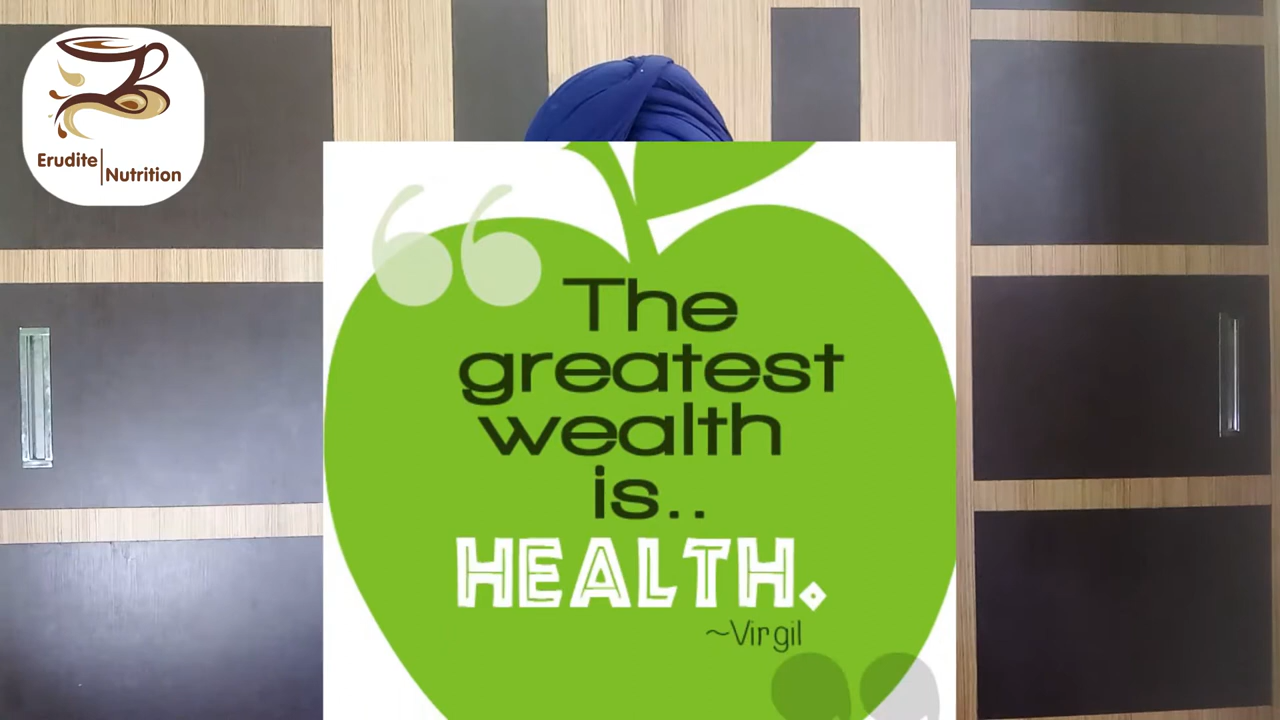 Erudite
Nutrition
The
greatest
wealth
is..
HEALTH.
~Virgil